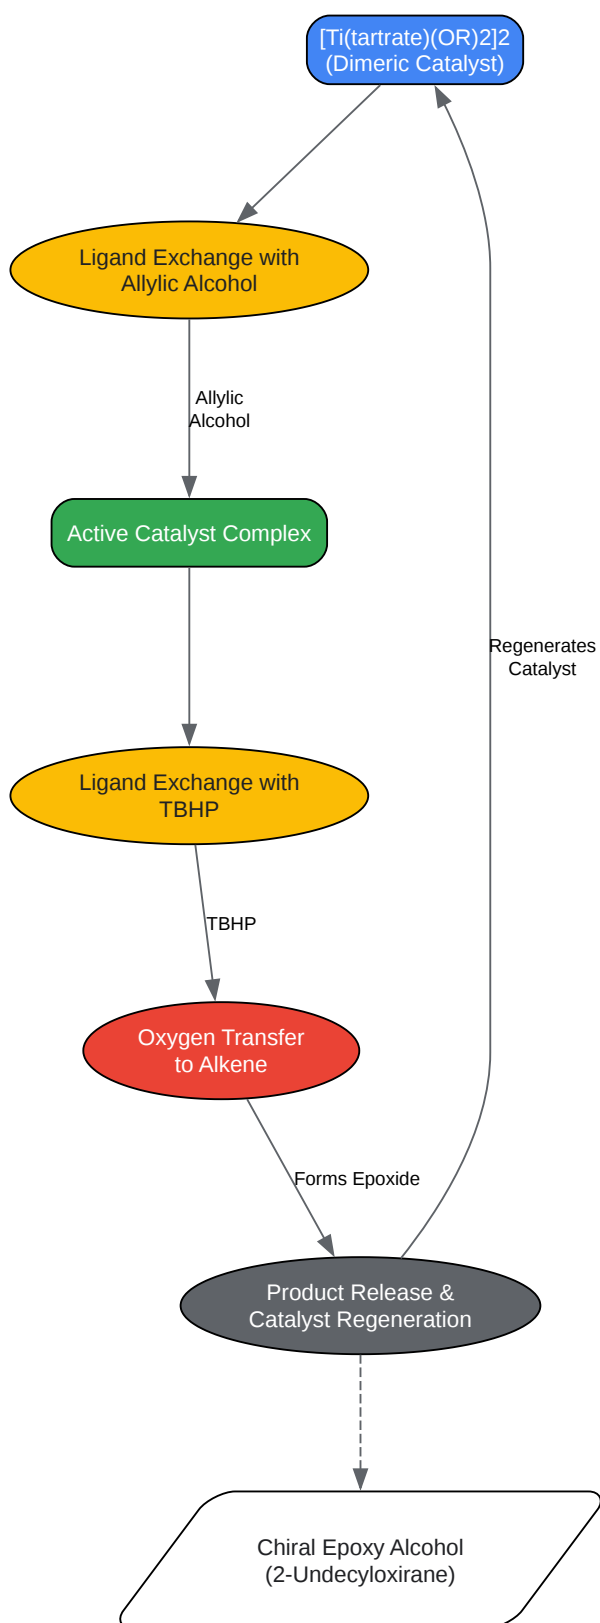 [Ti(tartrate)(OR)2]2
(Dimeric Catalyst)
Ligand Exchange with
Allylic Alcohol
Allylic
Alcohol
Active Catalyst Complex
Regenerates
Catalyst
Ligand Exchange with
TBHP
TBHP
Oxygen Transfer
to Alkene
Forms Epoxide
Product Release &
Catalyst Regeneration
Chiral Epoxy Alcohol
(2-Undecyloxirane)